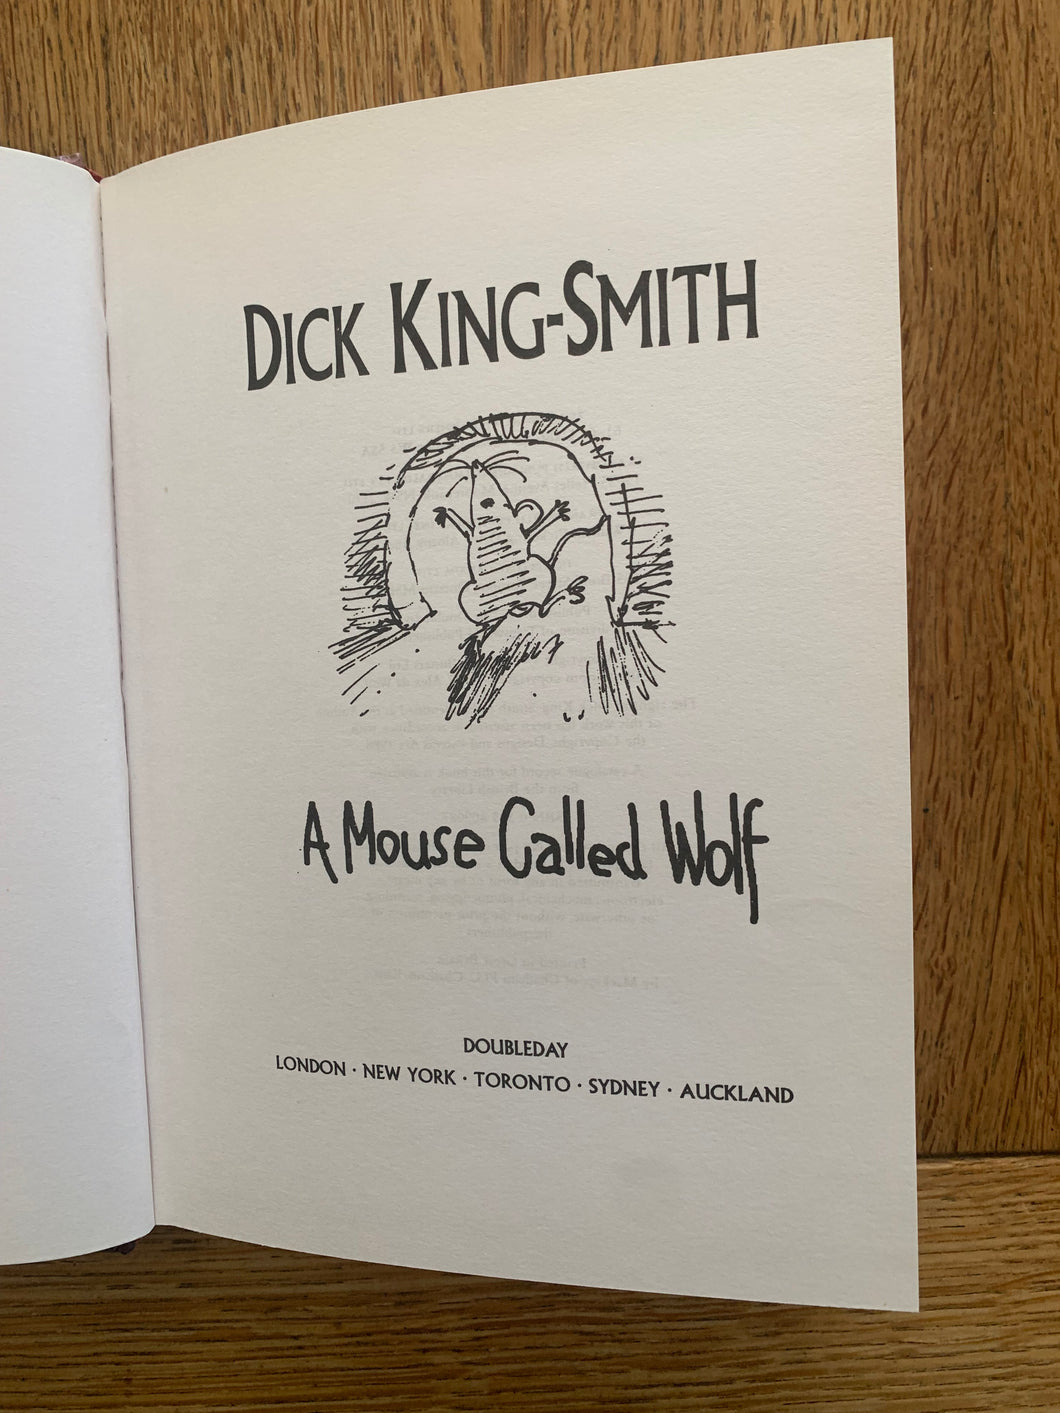 DICK KING-SMITH
A Mouse Called Wolf
DOUBLEDAY
LONDON · NEW YORK · TORONTO · SYDNEY · AUCKLAND